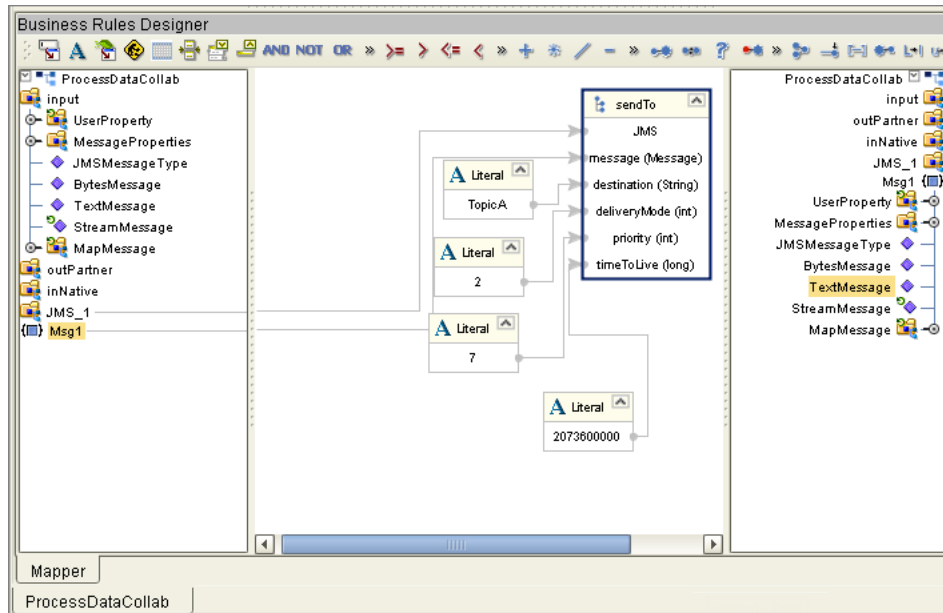 Business Rules Designer
A AND NOT OR » >= > <= < » + * / – » ? » [–]
ProcessDataCollab
input
UserProperty
MessageProperties
JMSMessageType
BytesMessage
TextMessage
StreamMessage
MapMessage
outPartner
inNative
JMS_1
{} Msg1
sendTo
JMS
message (Message)
destination (String)
deliveryMode (int)
priority (int)
timeToLive (long)
A Literal
TopicA
A Literal
2
A Literal
7
A Literal
2073600000
ProcessDataCollab
input
outPartner
inNative
JMS_1
Msg1 {}
UserProperty
MessageProperties
JMSMessageType
BytesMessage
TextMessage
StreamMessage
MapMessage
Mapper
ProcessDataCollab